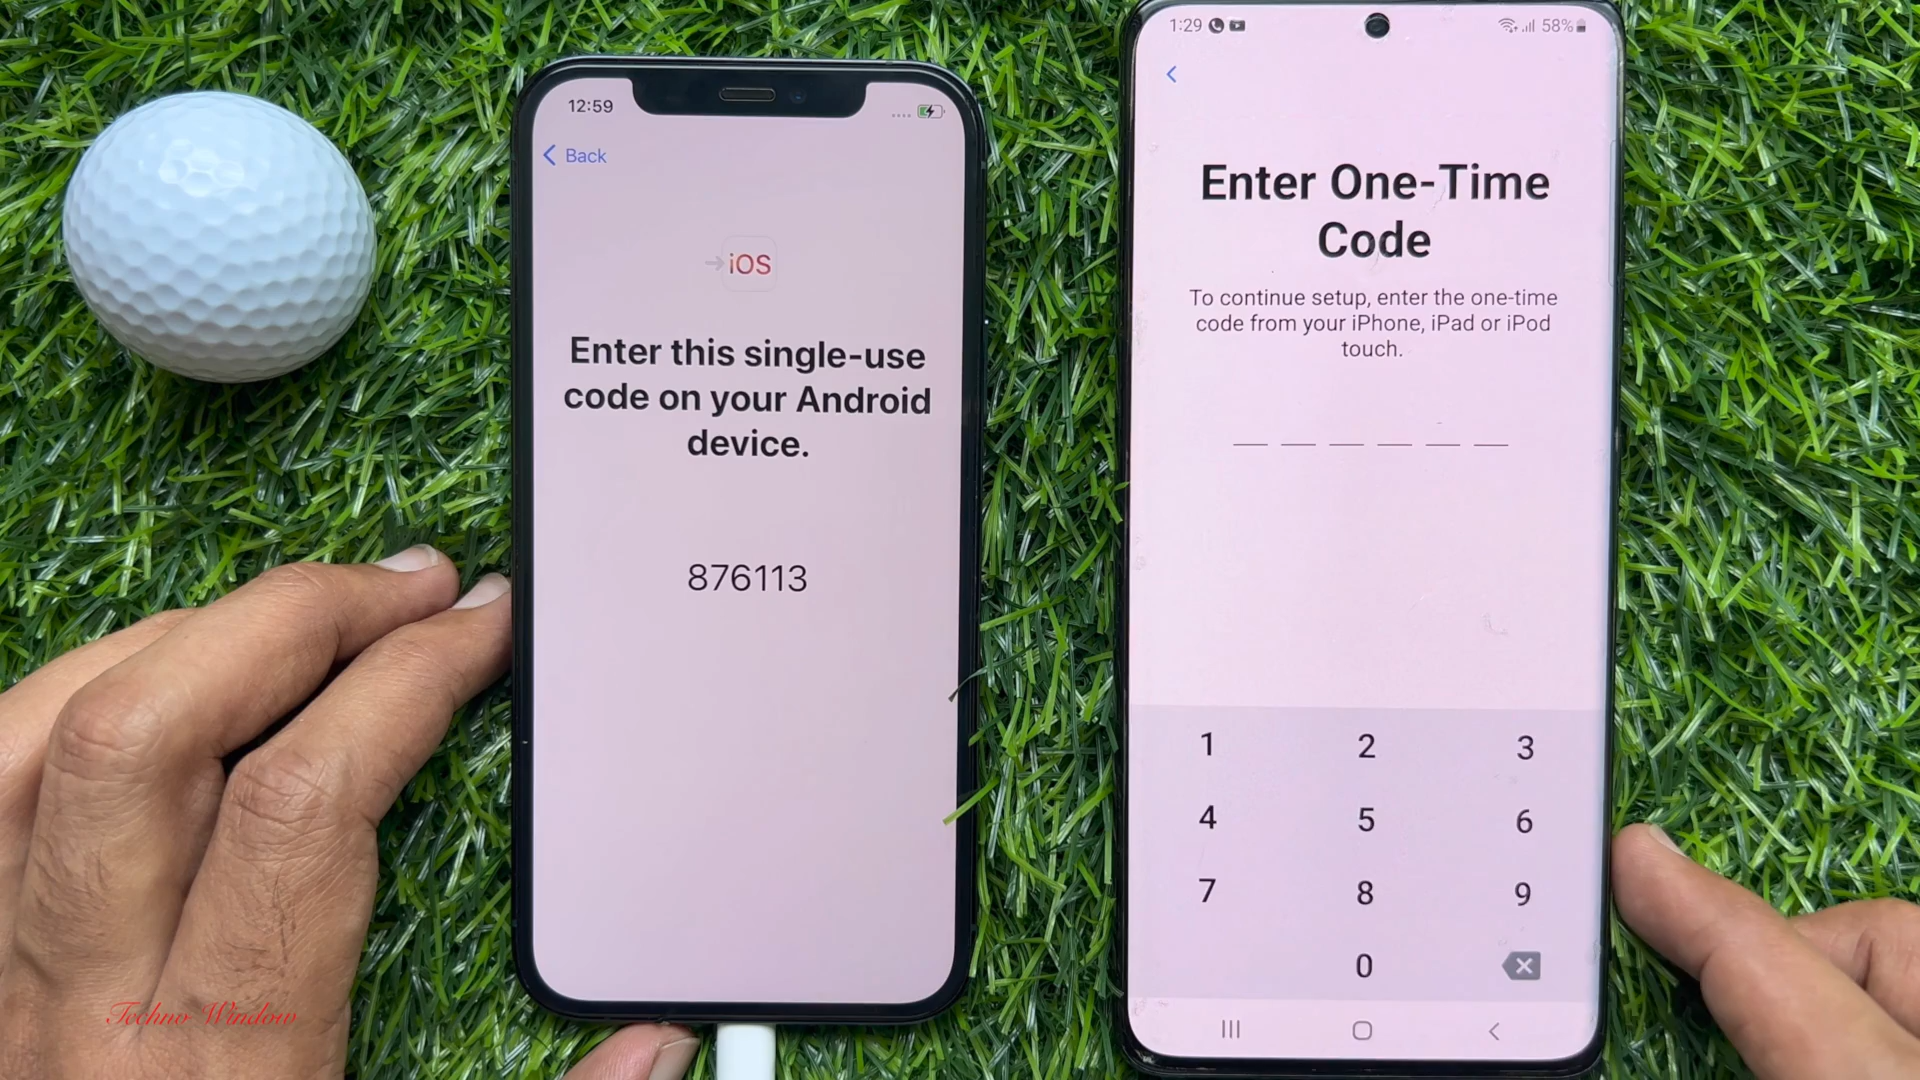 12:59
Back
iOS
Enter this single-use
code on your Android
device.
876113
1:29
58%
Enter One-Time
Code
To continue setup, enter the one-time
code from your iPhone, iPad or iPod
touch.
1 2 3
4 5 6
7 8 9
0
Techno Window